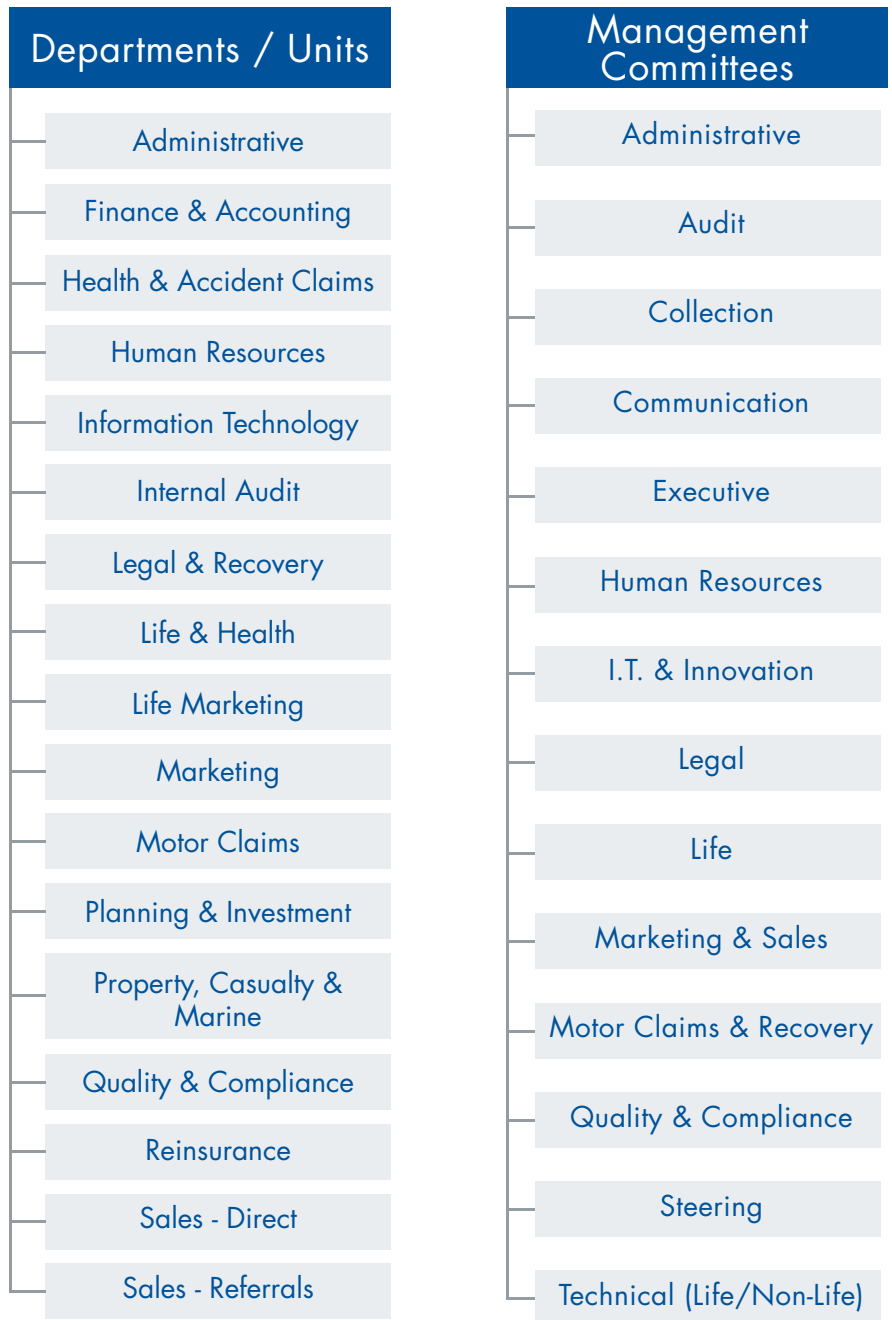 Departments / Units
Administrative
Finance & Accounting
Health & Accident Claims
Human Resources
Information Technology
Internal Audit
Legal & Recovery
Life & Health
Life Marketing
Marketing
Motor Claims
Planning & Investment
Property, Casualty &
Marine
Quality & Compliance
Reinsurance
Sales - Direct
Sales - Referrals
Management
Committees
Administrative
Audit
Collection
Communication
Executive
Human Resources
I.T. & Innovation
Legal
Life
Marketing & Sales
Motor Claims & Recovery
Quality & Compliance
Steering
Technical (Life/Non-Life)